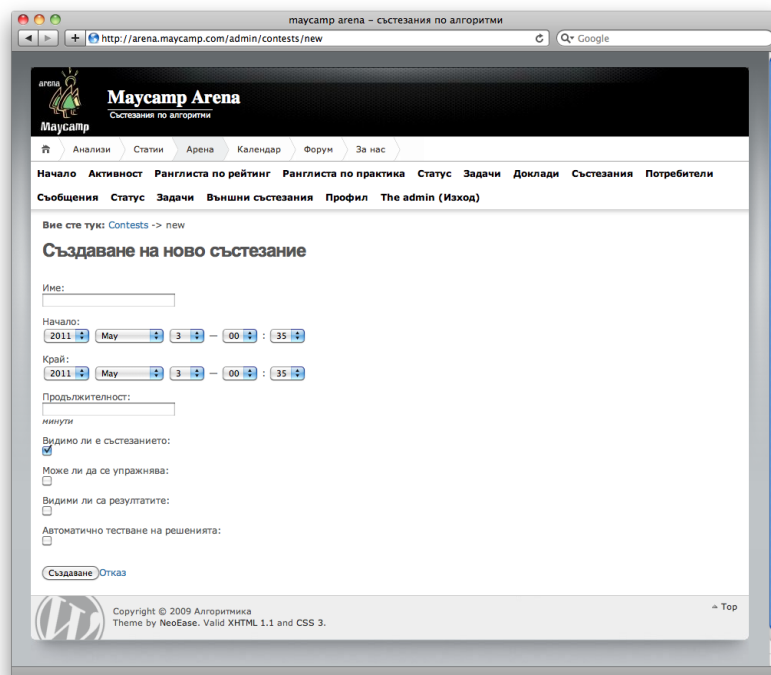 maycamp arena – състезания по алгоритми
http://arena.maycamp.com/admin/contests/new
Google
arena
Maycamp
Maycamp Arena
Състезания по алгоритми
Анализи Статии Арена Календар Форум За нас
Начало Активност Ранглиста по рейтинг Ранглиста по практика Статус Задачи Доклади Състезания Потребители
Съобщения Статус Задачи Външни състезания Профил The admin (Изход)
Вие сте тук: Contests -> new
Създаване на ново състезание
Име:
Начало:
2011 May 3 — 00 : 35
Край:
2011 May 3 — 00 : 35
Продължителност:
минути
Видимо ли е състезанието:
Може ли да се упражнява:
Видими ли са резултатите:
Автоматично тестване на решенията:
Създаване Отказ
Copyright © 2009 Алгоритмика
Theme by NeoEase. Valid XHTML 1.1 and CSS 3.
Top